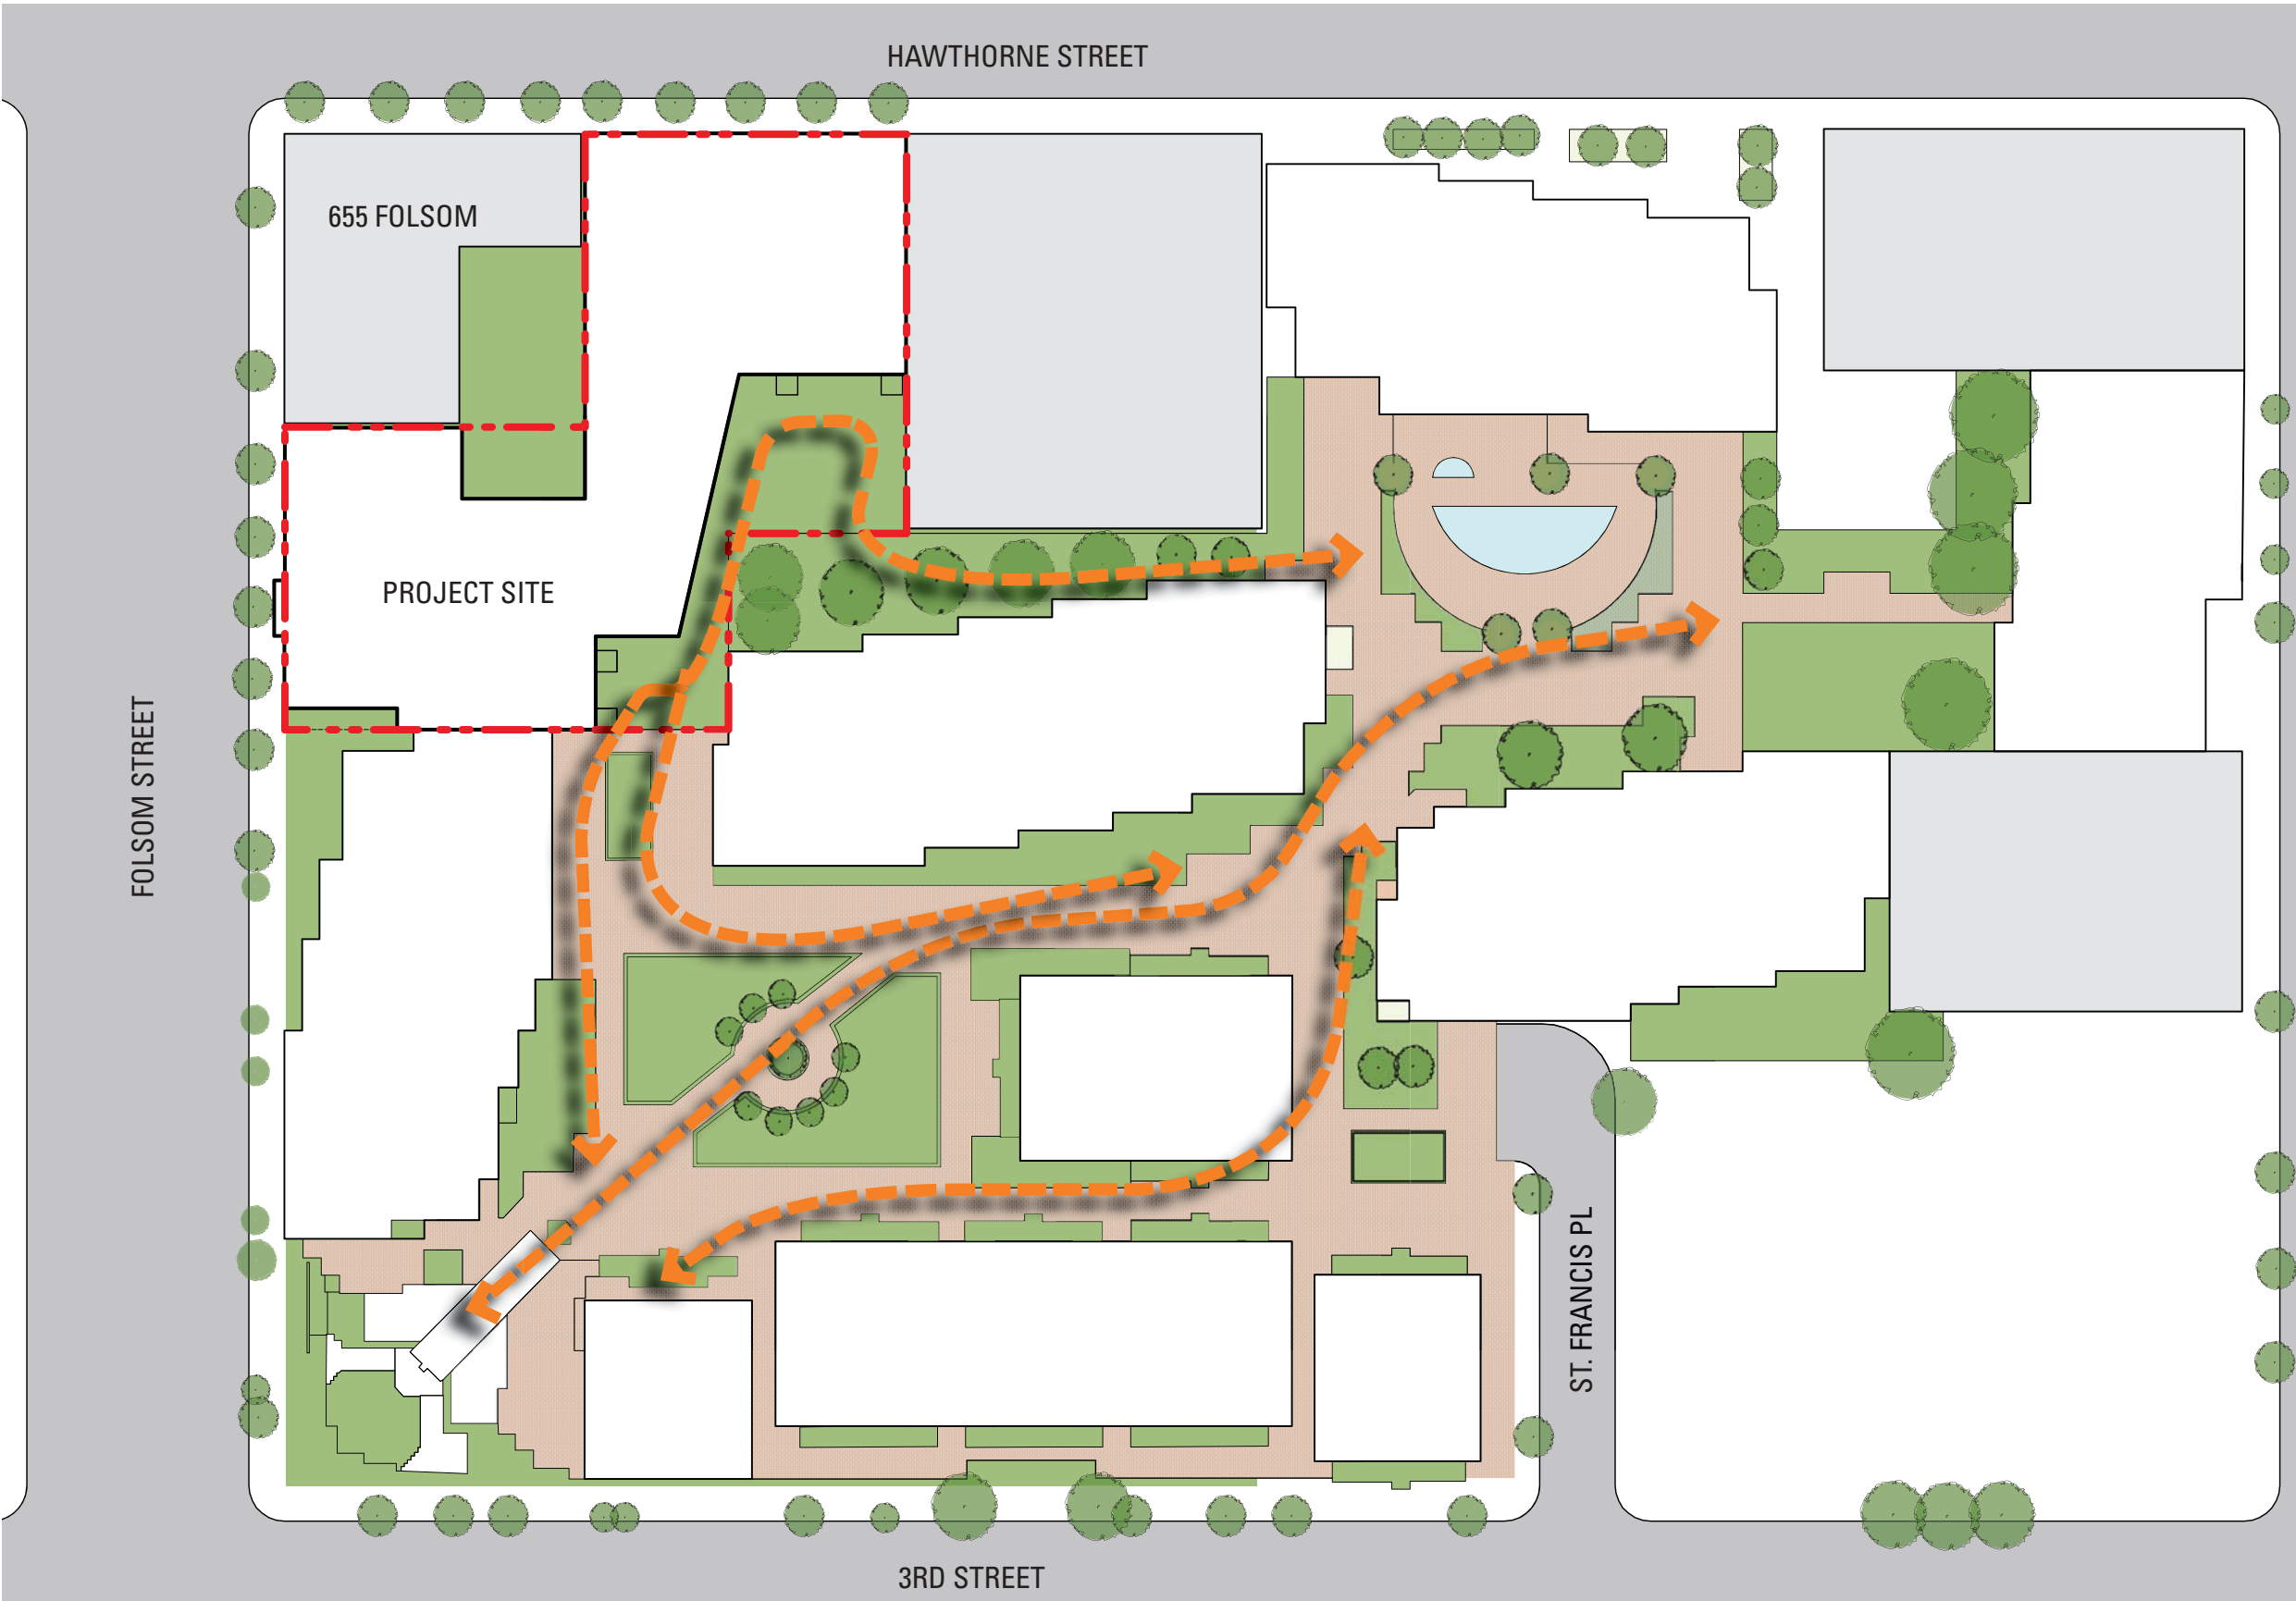 HAWTHORNE STREET
655 FOLSOM
PROJECT SITE
FOLSOM STREET
ST. FRANCIS PL
3RD STREET